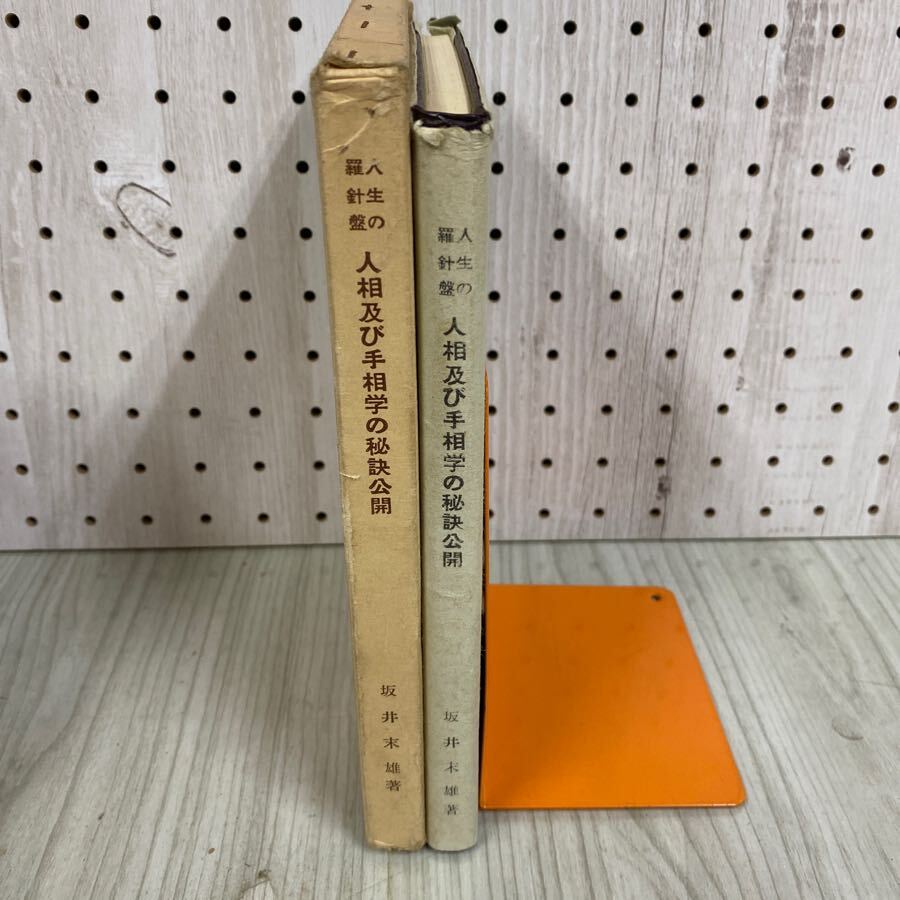 人生の
羅針盤
人相及び手相学の秘訣公開
坂井末雄著
人生の
羅針盤
人相及び手相学の秘訣公開
坂井末雄著